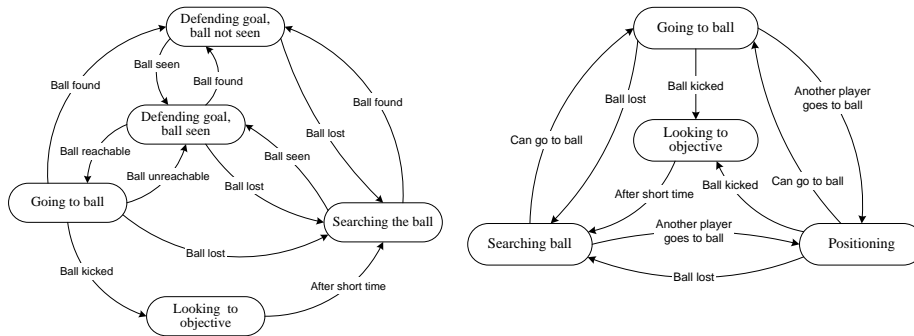 Defending goal,
ball not seen
Ball seen
Ball found
Ball found
Ball found
Defending goal,
ball seen
Ball lost
Ball reachable
Ball seen
Ball unreachable
Ball lost
Going to ball
Searching the ball
Ball lost
Ball kicked
After short time
Looking to
objective
Going to ball
Ball kicked
Ball lost
Another player
goes to ball
Can go to ball
Looking to
objective
After short time
Ball kicked
Can go to ball
Searching ball
Another player
goes to ball
Positioning
Ball lost